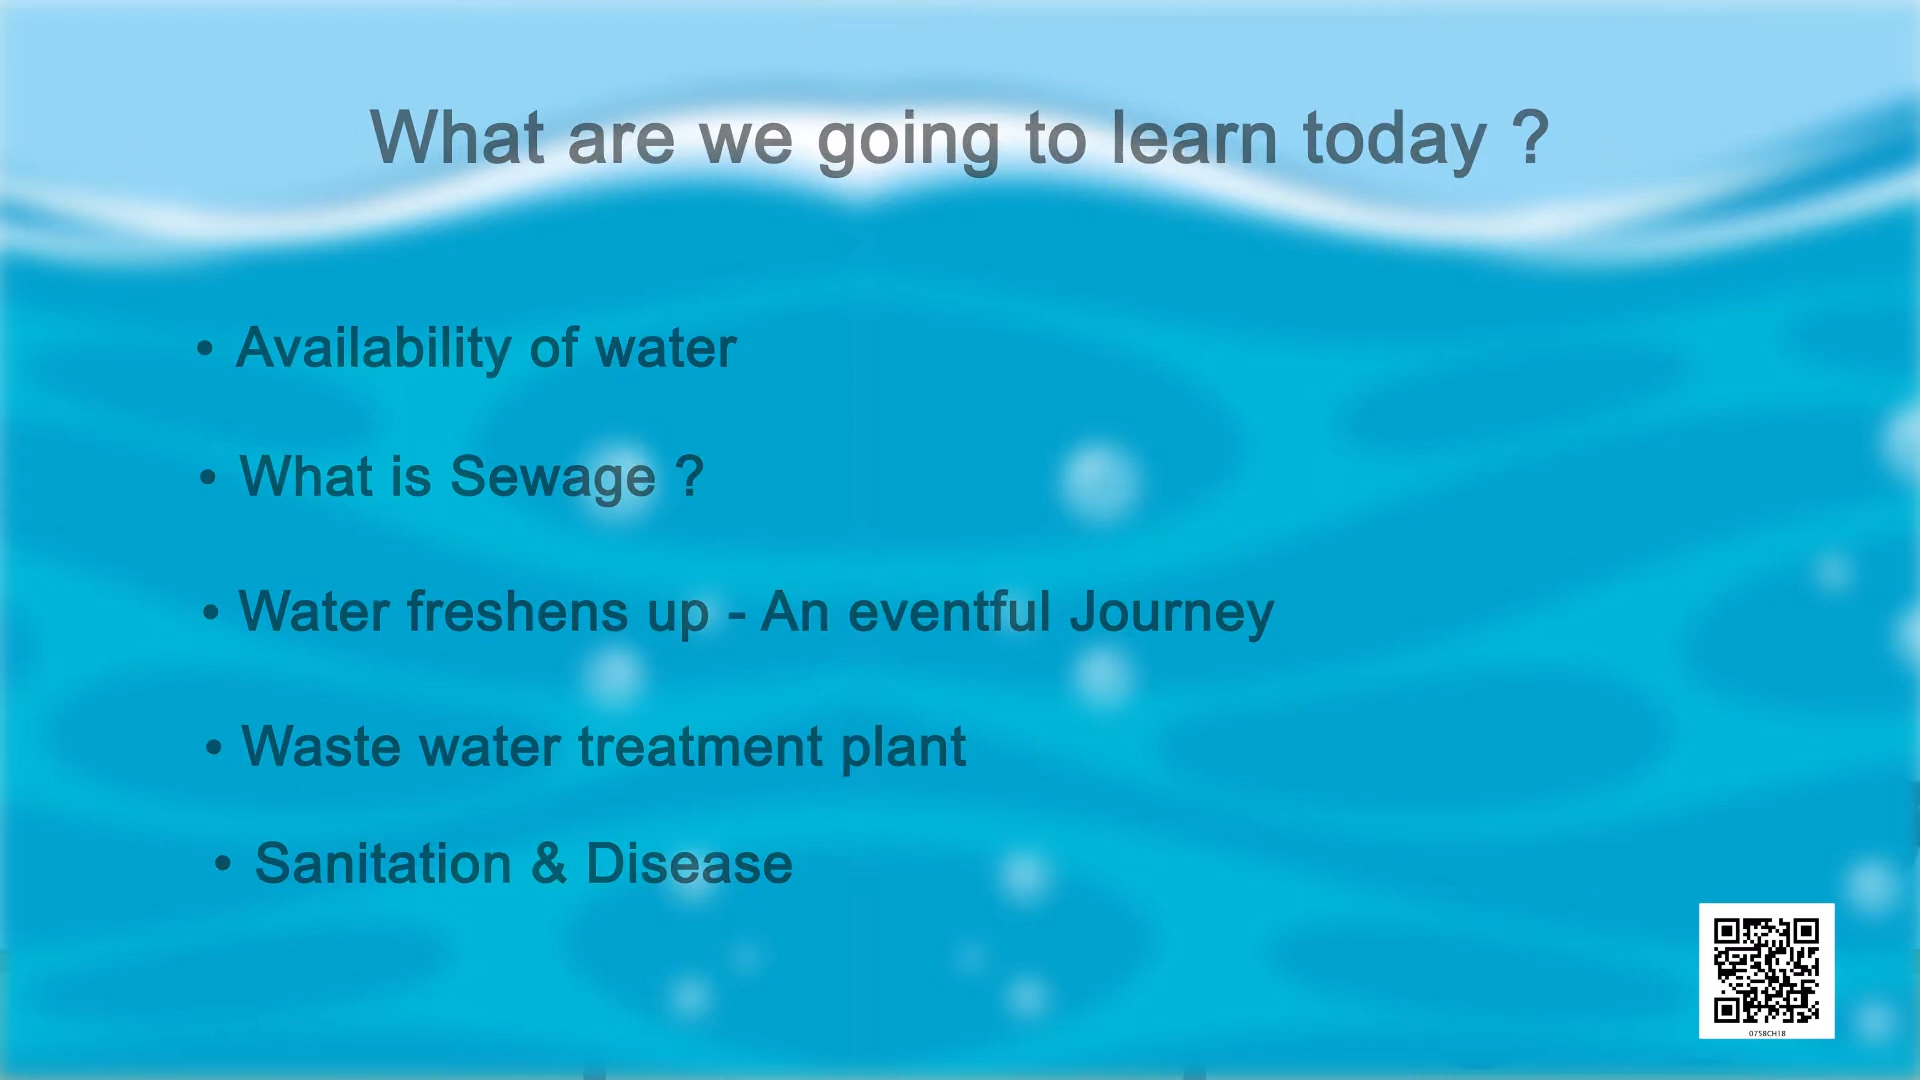 What are we going to learn today ?
• Availability of water
• What is Sewage ?
• Water freshens up - An eventful Journey
• Waste water treatment plant
• Sanitation & Disease
0758CH18